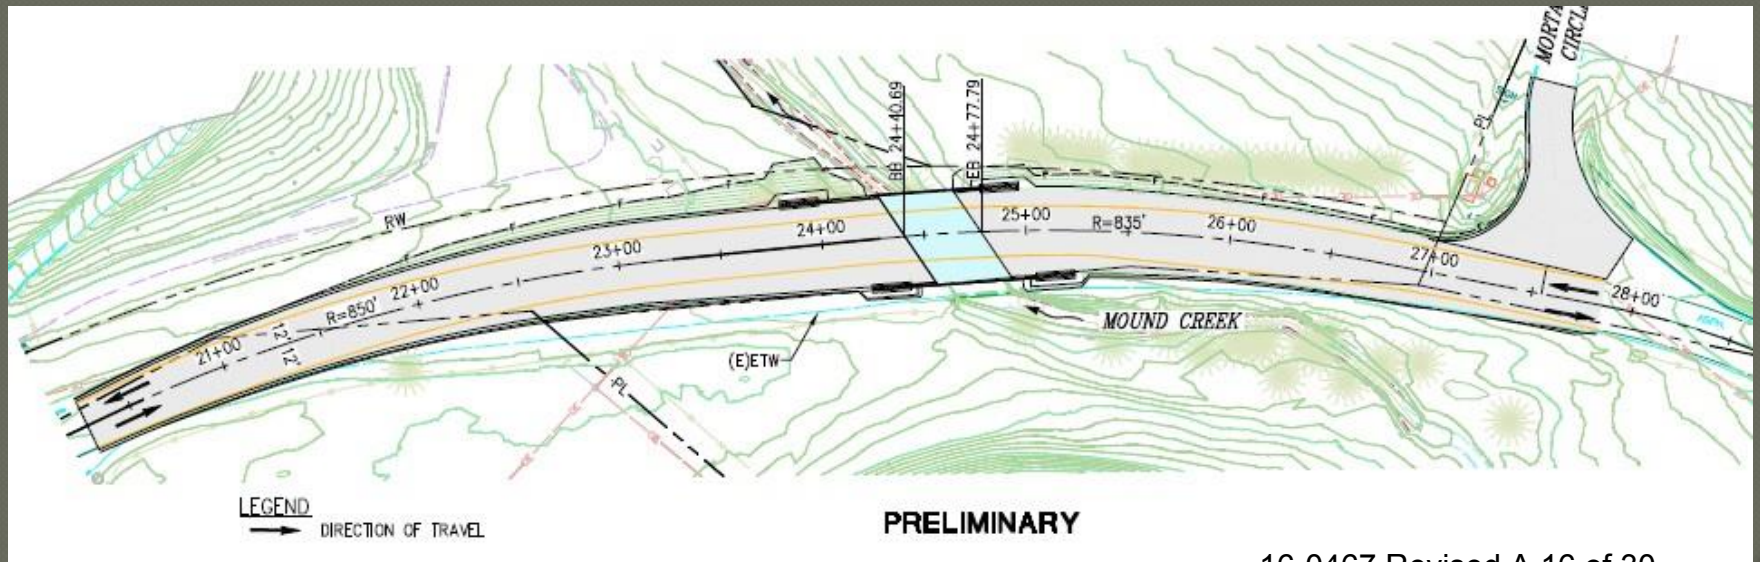 MORTA
CIRCL
BB 24+40.69
EB 24+77.79
PL
RW
21+00
22+00
23+00
24+00
25+00
26+00
27+00
28+00
R=850'
R=835'
12' 12'
MOUND CREEK
(E)ETW
PL
LEGEND
DIRECTION OF TRAVEL
PRELIMINARY
16-0467 Revised A 16 of 30